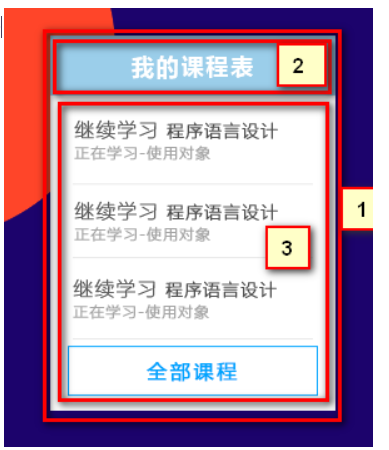 我的课程表
2
继续学习 程序语言设计
正在学习-使用对象
继续学习 程序语言设计
1
正在学习-使用对象
3
继续学习 程序语言设计
正在学习-使用对象
全部课程